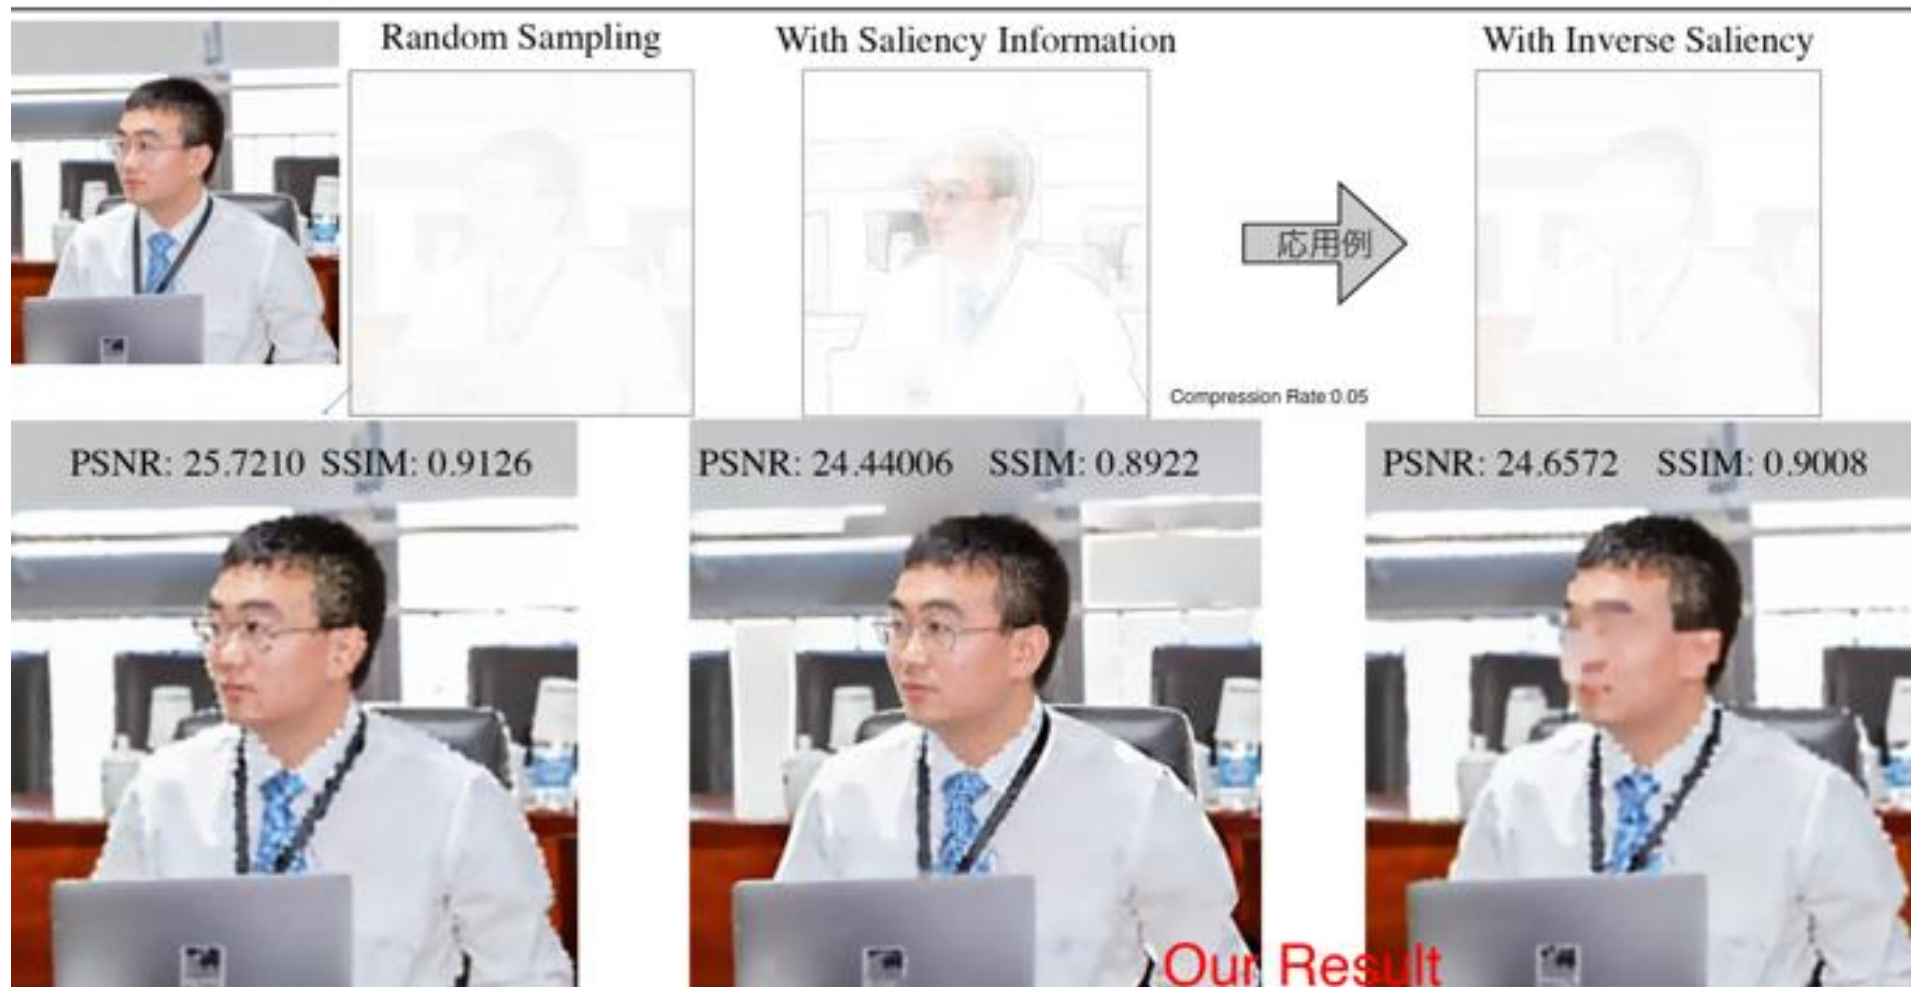 Random Sampling
With Saliency Information
With Inverse Saliency
応用例
Compression Rate:0.05
PSNR: 25.7210 SSIM: 0.9126
PSNR: 24.44006 SSIM: 0.8922
PSNR: 24.6572 SSIM: 0.9008
Our Result